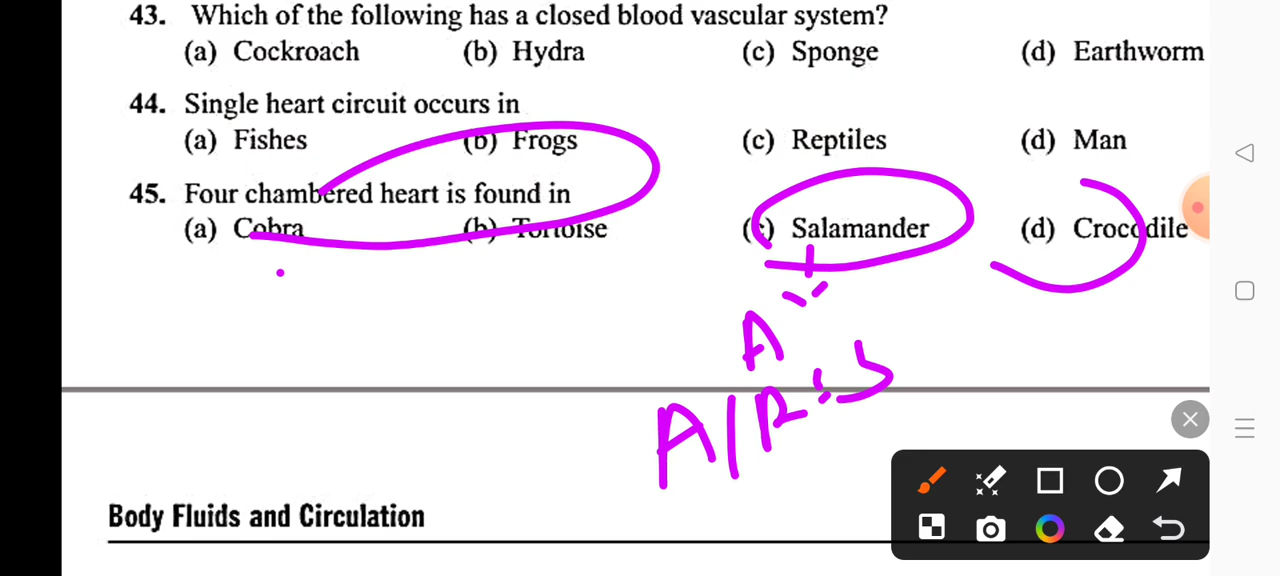 43. Which of the following has a closed blood vascular system?
(a) Cockroach (b) Hydra (c) Sponge (d) Earthworm
44. Single heart circuit occurs in
(a) Fishes (b) Frogs (c) Reptiles (d) Man
45. Four chambered heart is found in
(a) Cobra (b) Tortoise (c) Salamander (d) Crocodile
A
Body Fluids and Circulation